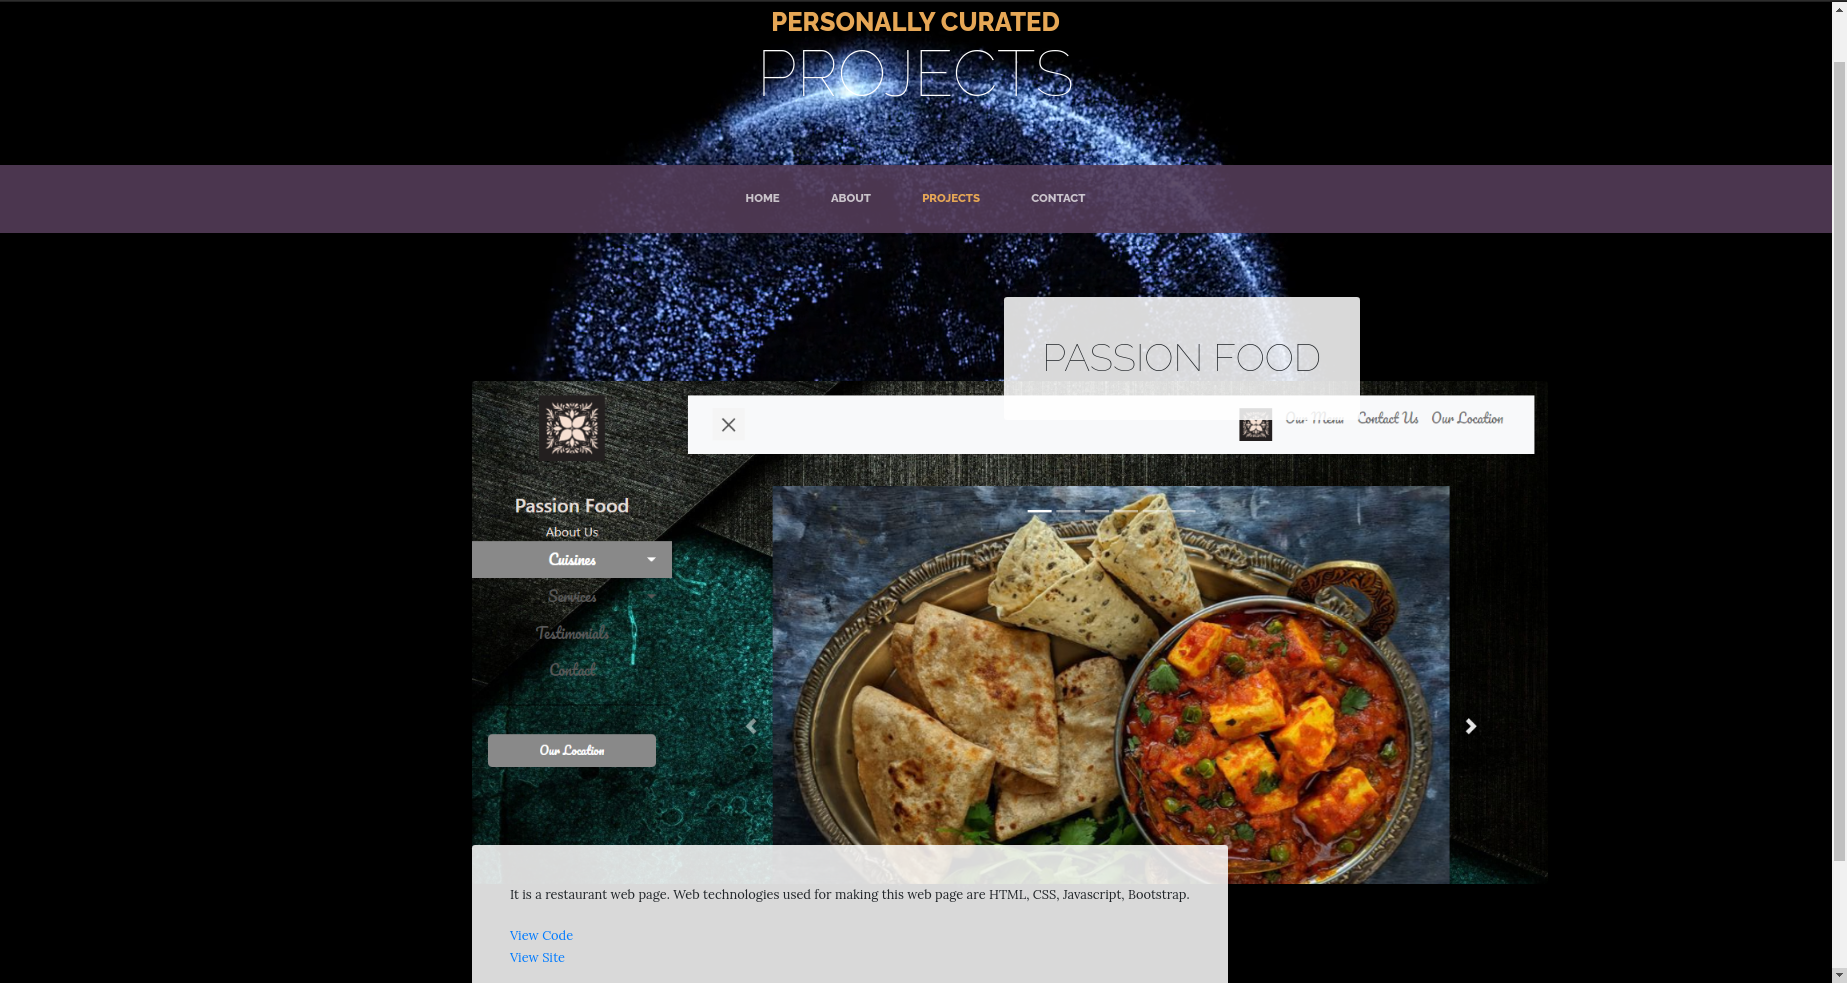 PERSONALLY CURATED
PROJECTS
HOME ABOUT PROJECTS CONTACT
PASSION FOOD
Our Menu Contact Us Our Location
Passion Food
About Us
Cuisines
Services
Testimonials
Contact
Our Location
It is a restaurant web page. Web technologies used for making this web page are HTML, CSS, Javascript, Bootstrap.
View Code
View Site